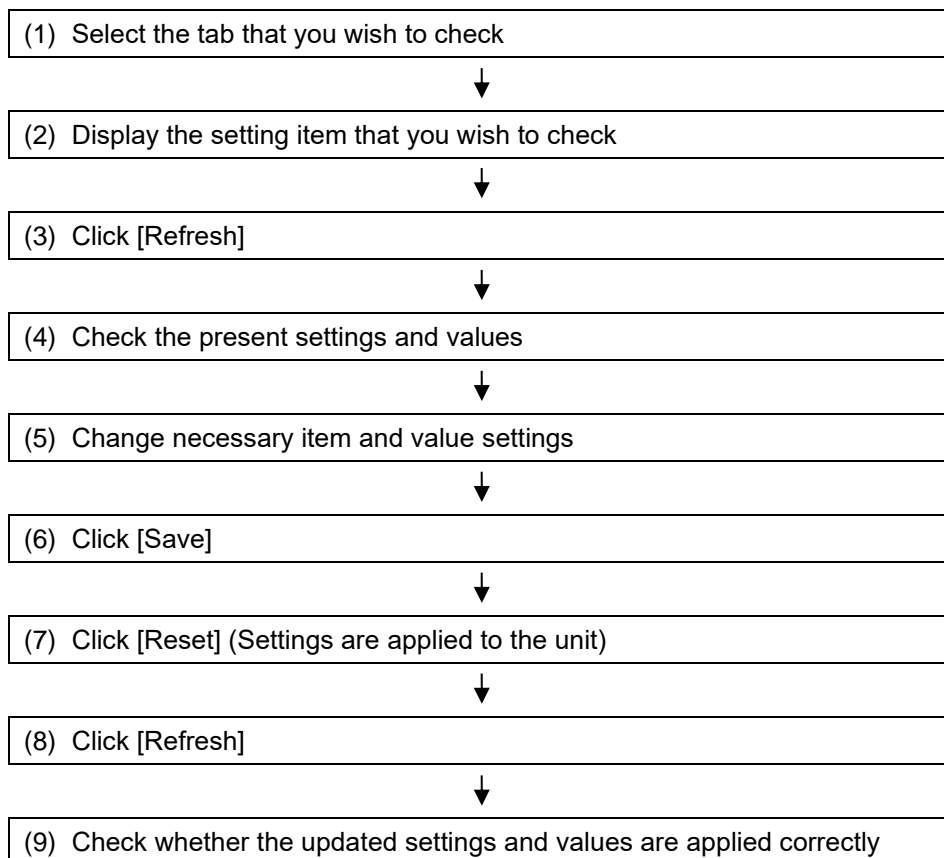 (1) Select the tab that you wish to check
(2) Display the setting item that you wish to check
(3) Click [Refresh]
(4) Check the present settings and values
(5) Change necessary item and value settings
(6) Click [Save]
(7) Click [Reset] (Settings are applied to the unit)
(8) Click [Refresh]
(9) Check whether the updated settings and values are applied correctly